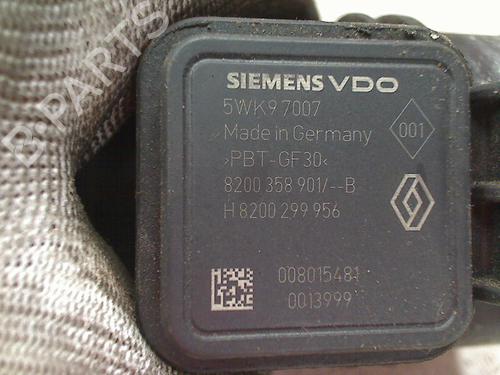 B-PARTS
SIEMENS VDO
5WK9 7007
Made in Germany
001
>PBT-GF30<
8200 358 901/--B
H 8200 299 956
008015481
0013999